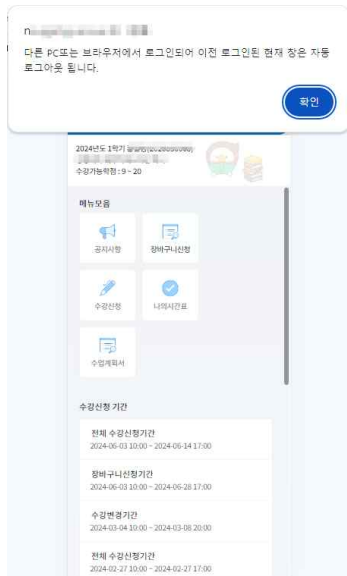 다른 PC또는 브라우저에서 로그인되어 이전 로그인된 현재 창은 자동
로그아웃 됩니다.
확인
2024년도 1학기
수강가능학점 : 9 ~ 20
메뉴모음
공지사항
장바구니신청
수강신청
나의시간표
수업계획서
수강신청 기간
전체 수강신청기간
2024-06-03 10:00 ~ 2024-06-14 17:00
장바구니신청기간
2024-06-03 10:00 ~ 2024-06-28 17:00
수강변경기간
2024-03-04 10:00 ~ 2024-03-08 20:00
전체 수강신청기간
2024-02-27 10:00 ~ 2024-02-27 17:00